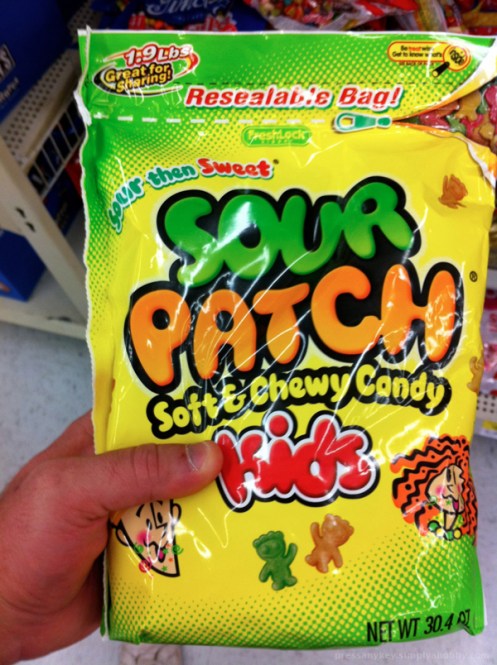 1.9 Lbs
Great for
Sharing!
Resealable Bag!
FreshLock
Sour then Sweet
SOUR
PATCH
Soft & Chewy Candy
Kids
NET WT 30.4 OZ